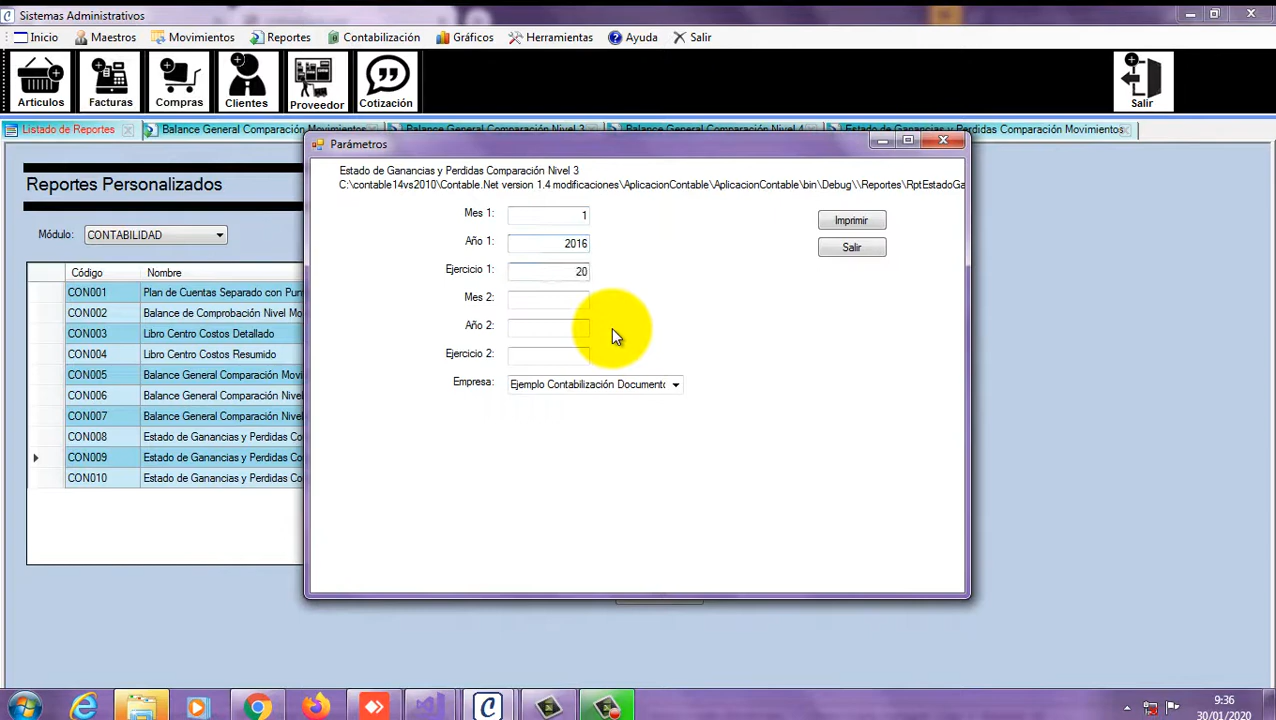 Sistemas Administrativos
Inicio Maestros Movimientos Reportes Contabilización Gráficos Herramientas Ayuda Salir
Articulos Facturas Compras Clientes Proveedor Cotización Salir
Listado de Reportes Balance General Comparación Movimientos Balance General Comparación Nivel 3 Balance General Comparación Nivel 4 Estado de Ganancias y Perdidas Comparación Movimientos
Parámetros
Estado de Ganancias y Perdidas Comparación Nivel 3
C:\contable14vs2010\Contable.Net version 1.4 modificaciones\AplicacionContable\AplicacionContable\bin\Debug\\Reportes\RptEstadoGa
Reportes Personalizados
Módulo: CONTABILIDAD
Mes 1: 1
Año 1: 2016
Ejercicio 1: 20
Mes 2:
Año 2:
Ejercicio 2:
Empresa: Ejemplo Contabilización Documento
Imprimir
Salir
Código Nombre
CON001 Plan de Cuentas Separado con Pun
CON002 Balance de Comprobación Nivel Mo
CON003 Libro Centro Costos Detallado
CON004 Libro Centro Costos Resumido
CON005 Balance General Comparación Movi
CON006 Balance General Comparación Nivel
CON007 Balance General Comparación Nivel
CON008 Estado de Ganancias y Perdidas Co
CON009 Estado de Ganancias y Perdidas Co
CON010 Estado de Ganancias y Perdidas Co
9:36
30/01/2020